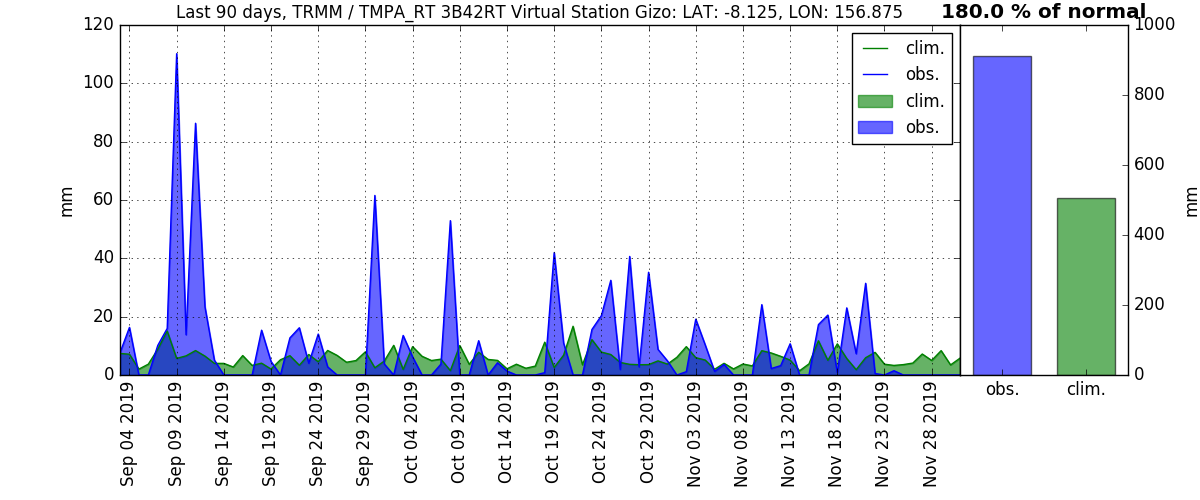 Last 90 days, TRMM / TMPA_RT 3B42RT Virtual Station Gizo: LAT: -8.125, LON: 156.875
180.0 % of normal
120
100
80
60
40
20
0
mm
clim.
obs.
clim.
obs.
1000
800
600
400
200
0
mm
Sep 04 2019
Sep 09 2019
Sep 14 2019
Sep 19 2019
Sep 24 2019
Sep 29 2019
Oct 04 2019
Oct 09 2019
Oct 14 2019
Oct 19 2019
Oct 24 2019
Oct 29 2019
Nov 03 2019
Nov 08 2019
Nov 13 2019
Nov 18 2019
Nov 23 2019
Nov 28 2019
obs.
clim.